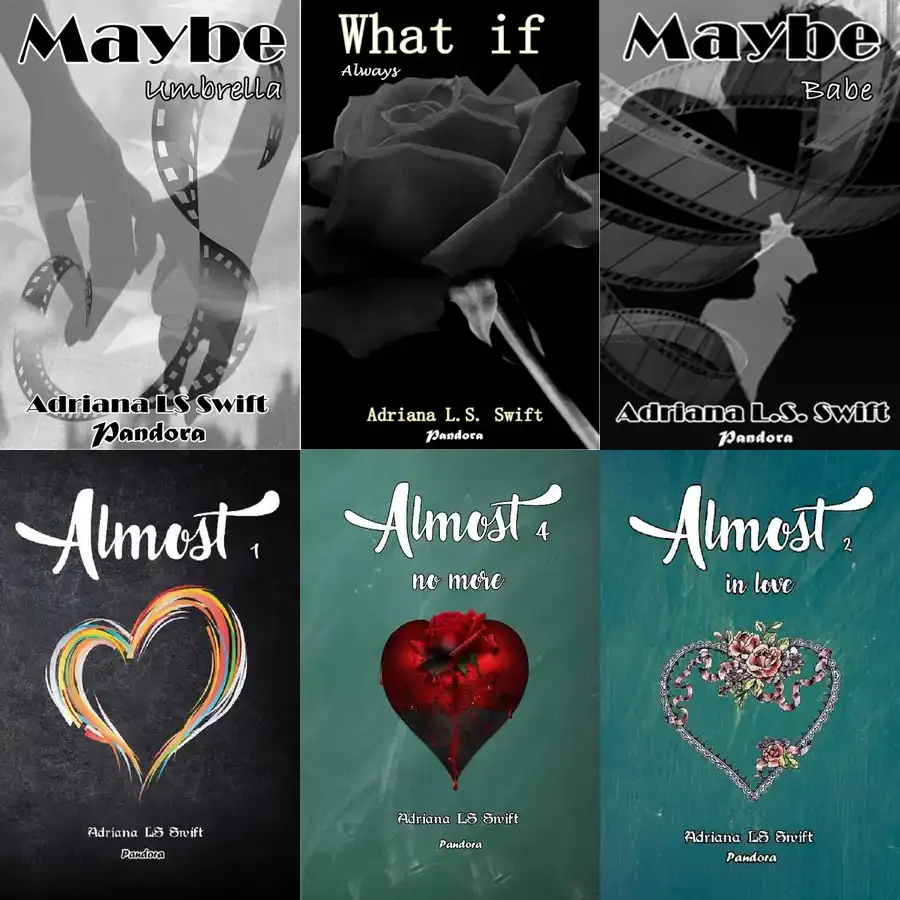 Maybe
Umbrella
Adriana LS Swift
Pandora
What if
Always
Adriana L.S. Swift
Pandora
Maybe
Babe
Adriana L.S. Swift
Pandora
Almost 1
Adriana LS Swift
Pandora
Almost 4
no more
Adriana LS Swift
Pandora
Almost 2
in love
Adriana LS Swift
Pandora